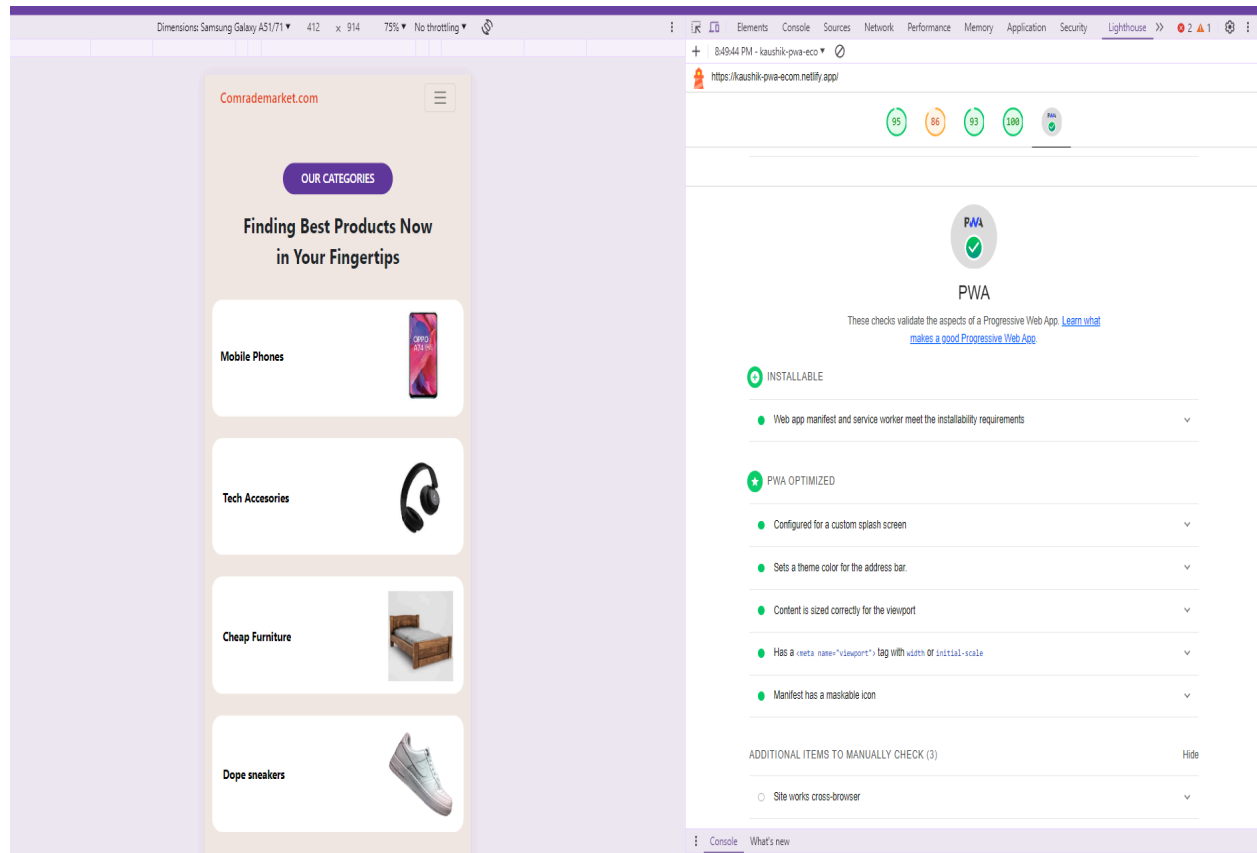 Dimensions: Samsung Galaxy A51/71 ▼ 412 x 914 75% ▼ No throttling ▼
Elements Console Sources Network Performance Memory Application Security Lighthouse 2 1
8:49:44 PM - kaushik-pwa-eco ▼
https://kaushik-pwa-ecom.netlify.app/
95 86 93 100 PWA
Comrademarket.com
OUR CATEGORIES
Finding Best Products Now
in Your Fingertips
Mobile Phones
OPPO
A74
Tech Accesories
Cheap Furniture
Dope sneakers
PWA
PWA
These checks validate the aspects of a Progressive Web App. Learn what
makes a good Progressive Web App.
INSTALLABLE
Web app manifest and service worker meet the installability requirements
PWA OPTIMIZED
Configured for a custom splash screen
Sets a theme color for the address bar.
Content is sized correctly for the viewport
Has a <meta name="viewport"> tag with width or initial-scale
Manifest has a maskable icon
ADDITIONAL ITEMS TO MANUALLY CHECK (3) Hide
Site works cross-browser
Console What's new